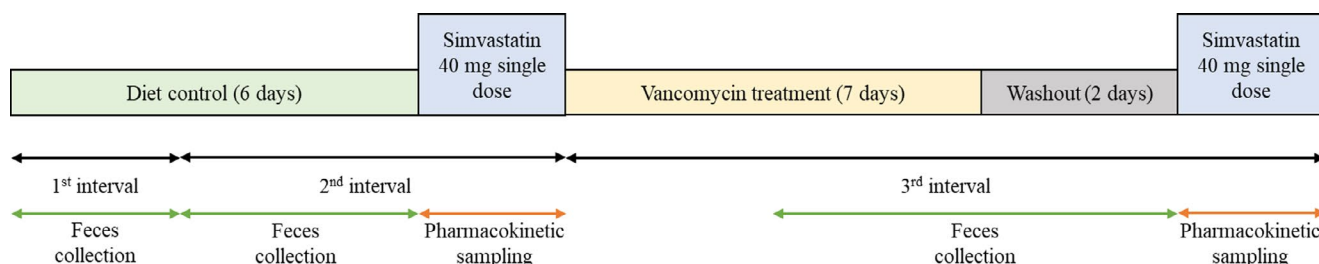 Simvastatin
40 mg single
dose
Simvastatin
40 mg single
dose
Diet control (6 days)
Vancomycin treatment (7 days)
Washout (2 days)
1st interval
2nd interval
3rd interval
Feces
collection
Feces
collection
Pharmacokinetic
sampling
Feces
collection
Pharmacokinetic
sampling